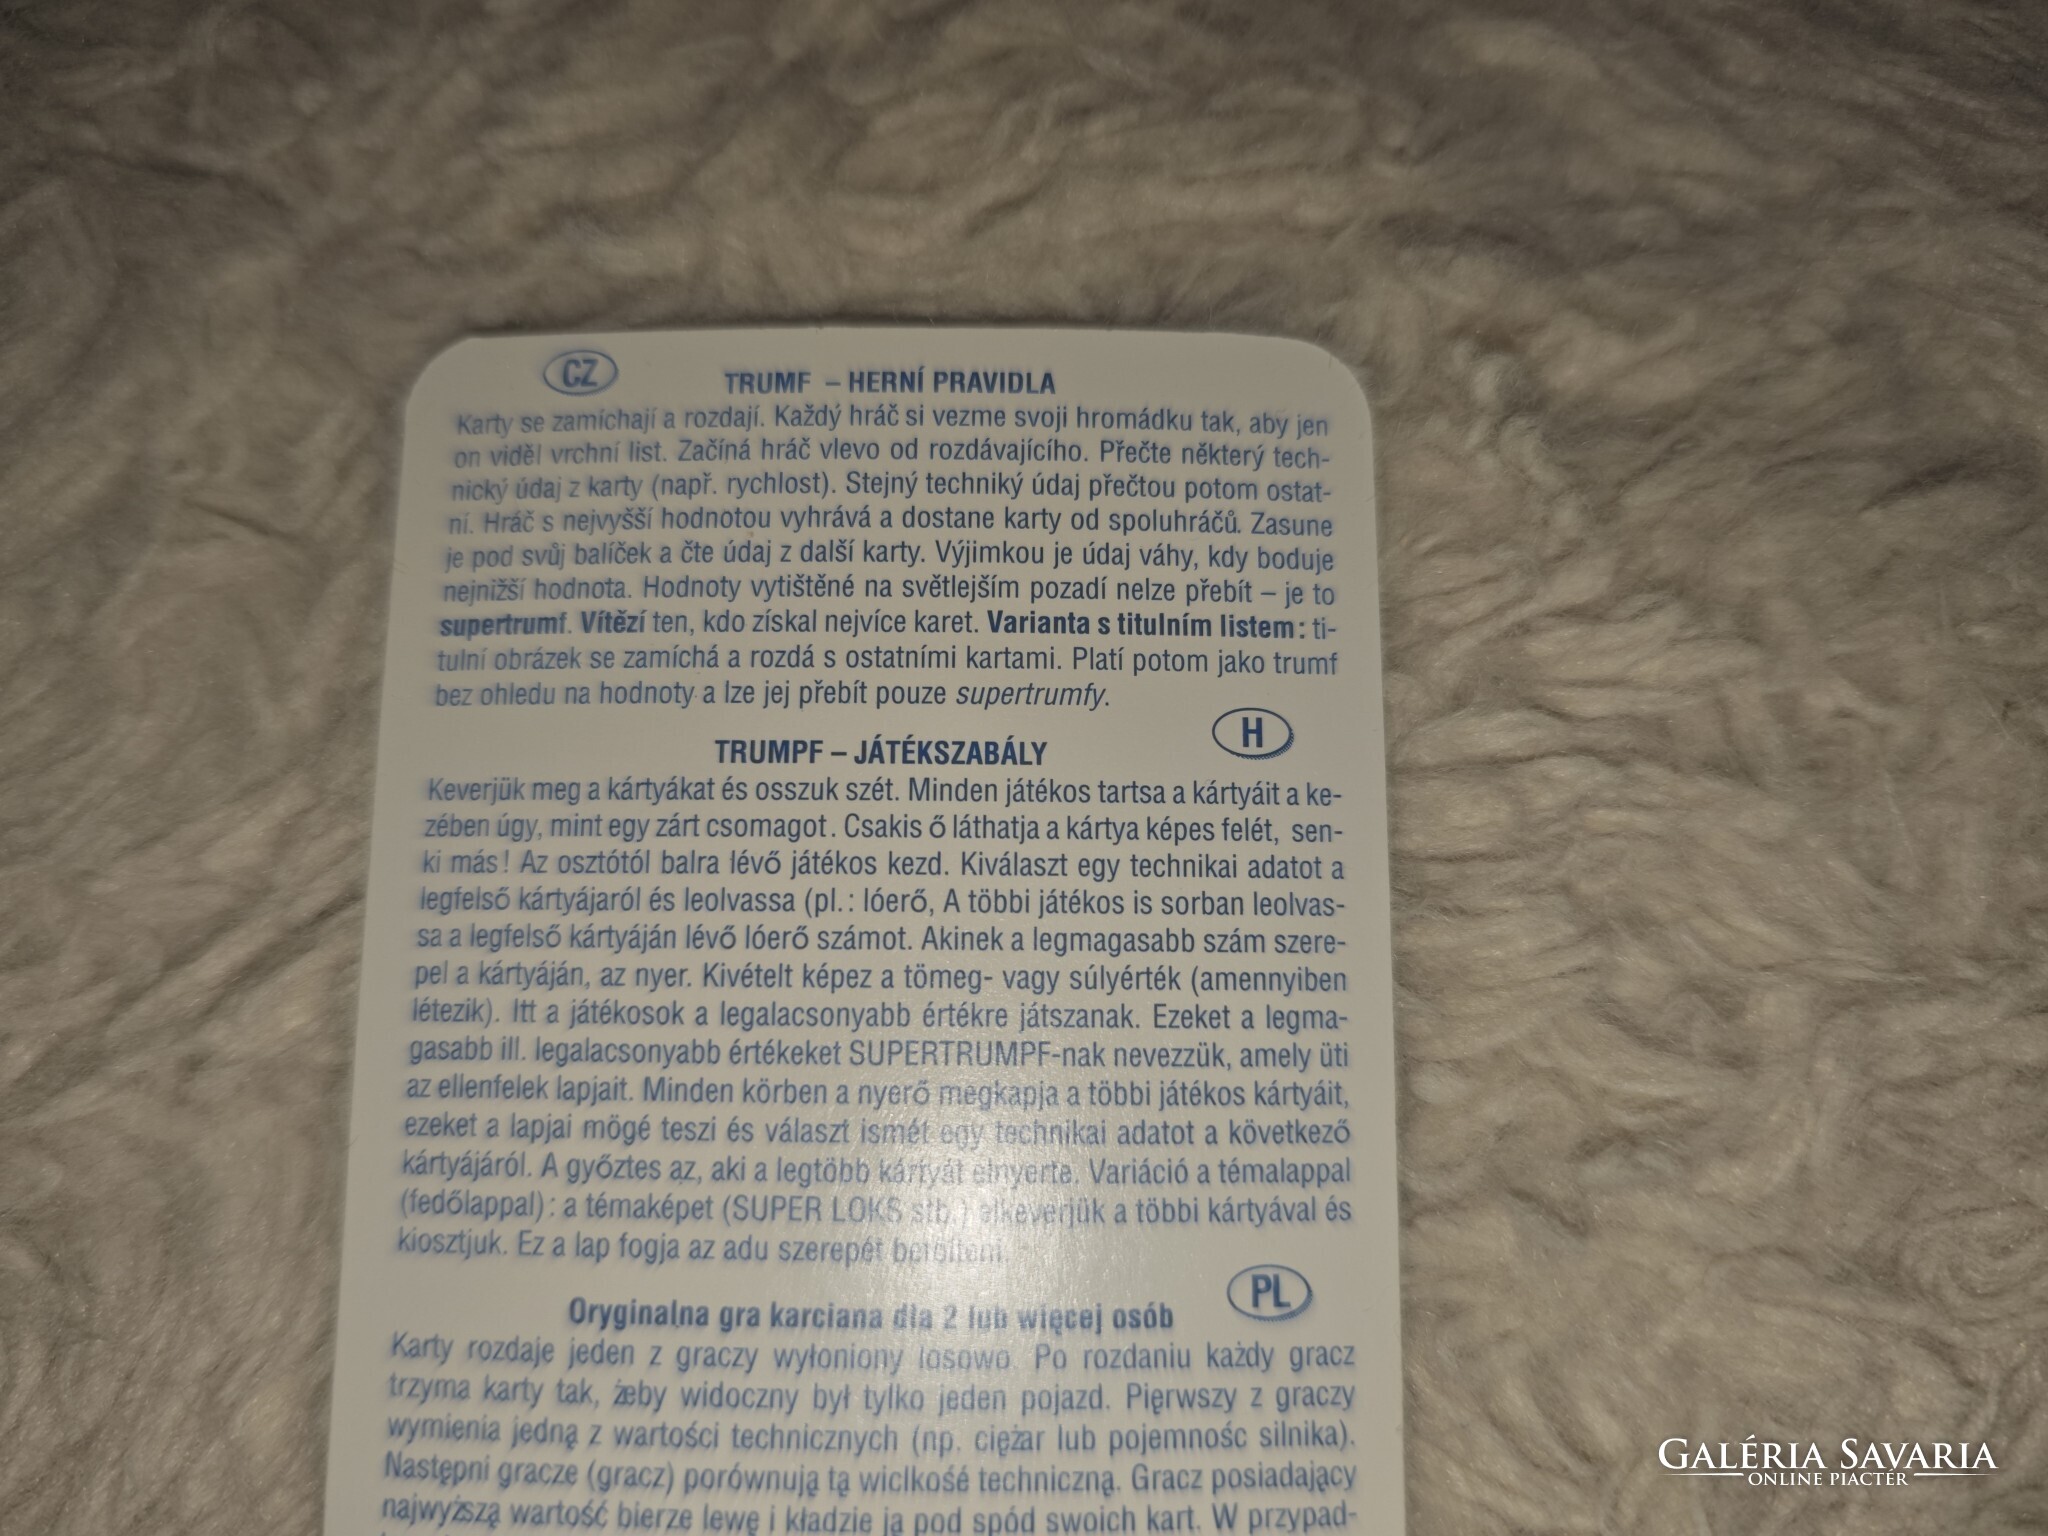 CZ
TRUMF – HERNÍ PRAVIDLA
Karty se zamíchají a rozdají. Každý hráč si vezme svoji hromádku tak, aby jen
on viděl vrchní list. Začíná hráč vlevo od rozdávajícího. Přečte některý tech-
nický údaj z karty (např. rychlost). Stejný techniký údaj přečtou potom ostat-
ní. Hráč s nejvyšší hodnotou vyhrává a dostane karty od spoluhráčů. Zasune
je pod svůj balíček a čte údaj z další karty. Výjimkou je údaj váhy, kdy boduje
nejnižší hodnota. Hodnoty vytištěné na světlejším pozadí nelze přebít – je to
supertrumf. Vítězí ten, kdo získal nejvíce karet. Varianta s titulním listem: ti-
tulní obrázek se zamíchá a rozdá s ostatními kartami. Platí potom jako trumf
bez ohledu na hodnoty a lze jej přebít pouze supertrumfy.
H
TRUMPF – JÁTÉKSZABÁLY
Keverjük meg a kártyákat és osszuk szét. Minden játékos tartsa a kártyáit a ke-
zében úgy, mint egy zárt csomagot. Csakis ő láthatja a kártya képes felét, sen-
ki más! Az osztótól balra lévő játékos kezd. Kiválaszt egy technikai adatot a
legfelső kártyájaról és leolvassa (pl.: lóerő, A többi játékos is sorban leolvas-
sa a legfelső kártyáján lévő lóerő számot. Akinek a legmagasabb szám szere-
pel a kártyáján, az nyer. Kivételt képez a tömeg- vagy súlyérték (amennyiben
létezik). Itt a játékosok a legalacsonyabb értékre játszanak. Ezeket a legma-
gasabb ill. legalacsonyabb értékeket SUPERTRUMPF-nak nevezzük, amely üti
az ellenfelek lapjait. Minden körben a nyerő megkapja a többi játékos kártyáit,
ezeket a lapjai mögé teszi és választ ismét egy technikai adatot a következő
kártyájáról. A győztes az, aki a legtöbb kártyát elnyerte. Variáció a témalappal
(fedőlappal): a témaképet (SUPER LOKS stb.) elkeverjük a többi kártyával és
kiosztjuk. Ez a lap fogja az adu szerepét betölteni.
PL
Oryginalna gra karciana dla 2 lub więcej osób
Karty rozdaje jeden z graczy wyłoniony losowo. Po rozdaniu każdy gracz
trzyma karty tak, żeby widoczny był tylko jeden pojazd. Pierwszy z graczy
wymienia jedną z wartości technicznych (np. ciężar lub pojemnośc silnika).
Następni gracze (gracz) porównują tą wiclkość techniczną. Gracz posiadający
najwyższą wartość bierze lewę i kładzie ją pod spód swoich kart. W przypad-
GALÉRIA SAVARIA
ONLINE PIACTÉR